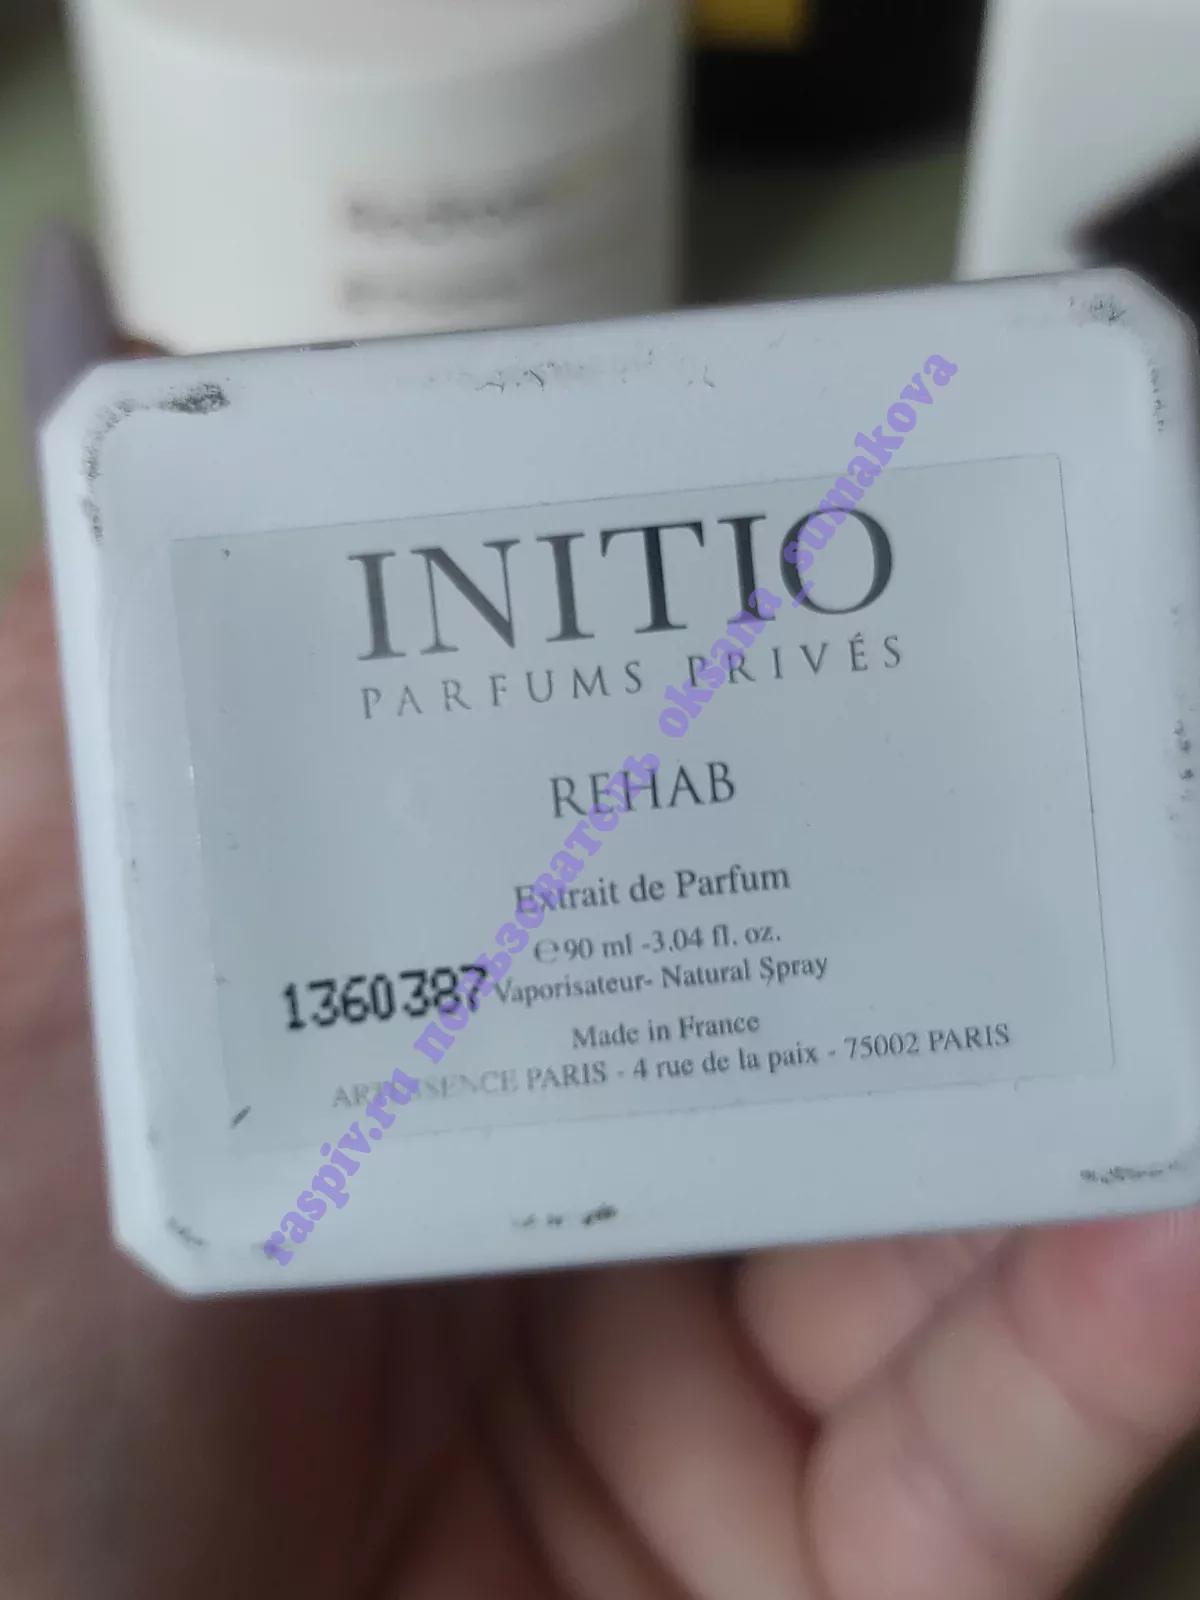 INITIO
PARFUMS PRIVÉS
REHAB
Extrait de Parfum
℮90 ml -3.04 fl. oz.
1360387 Vaporisateur- Natural Spray
Made in France
PARIS - 4 rue de la paix - 75002 PARIS
raspiv.ru пользователь oksana_sumakova